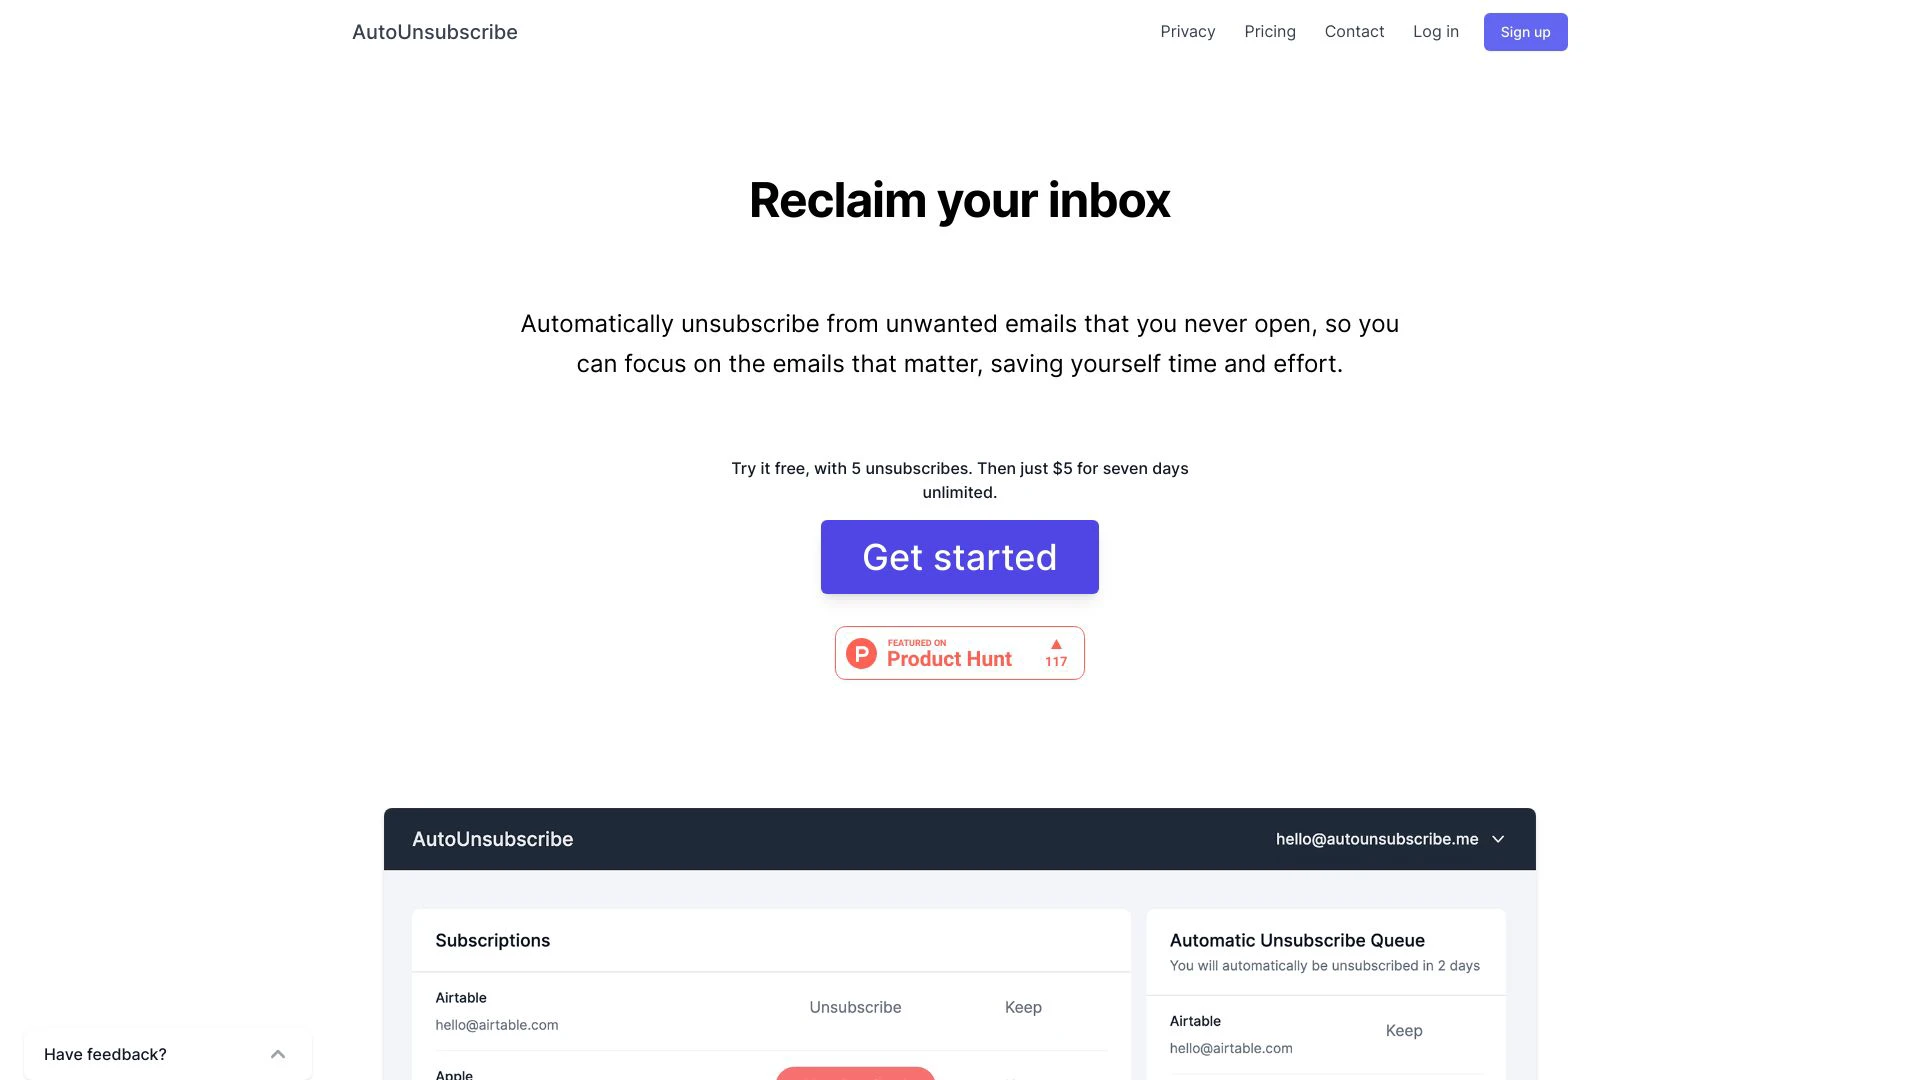 AutoUnsubscribe
Privacy
Pricing
Contact
Log in
Sign up
Reclaim your inbox
Automatically unsubscribe from unwanted emails that you never open, so you
can focus on the emails that matter, saving yourself time and effort.
Try it free, with 5 unsubscribes. Then just $5 for seven days
unlimited.
Get started
P
FEATURED ON
Product Hunt
117
AutoUnsubscribe
hello@autounsubscribe.me
Subscriptions
Airtable
hello@airtable.com
Unsubscribe
Keep
Apple
Automatic Unsubscribe Queue
You will automatically be unsubscribed in 2 days
Airtable
hello@airtable.com
Keep
Have feedback?